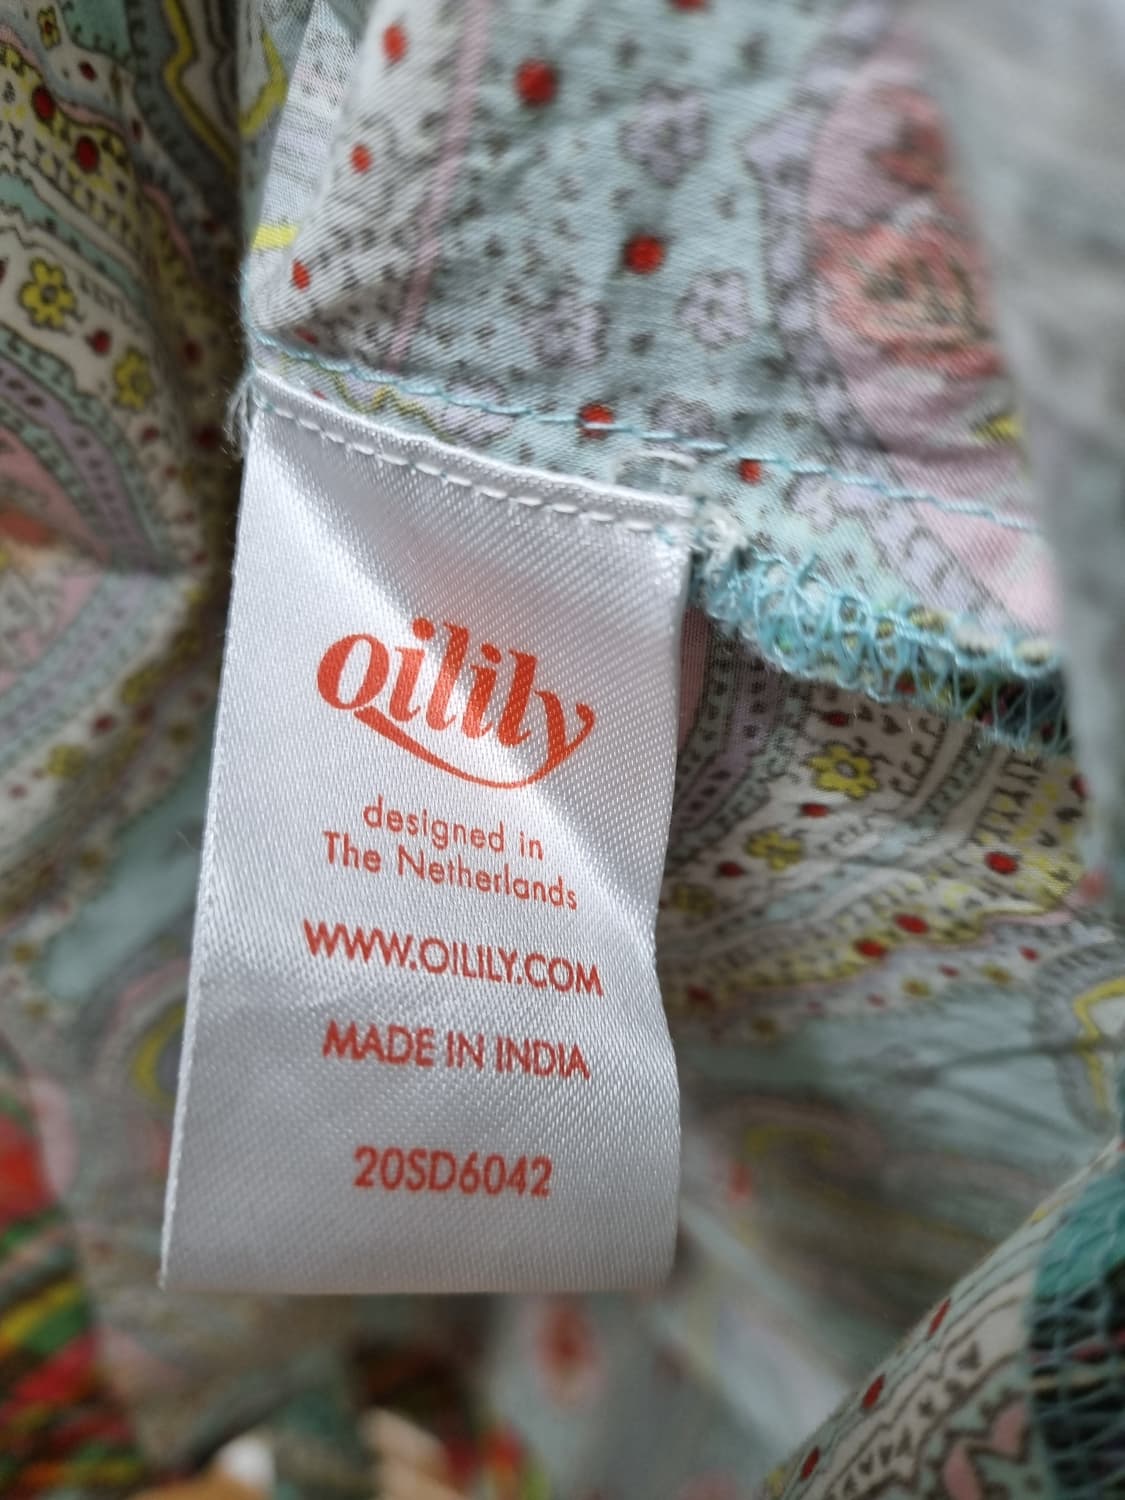 oilily
designed in
The Netherlands
WWW.OILILY.COM
MADE IN INDIA
20SD6042